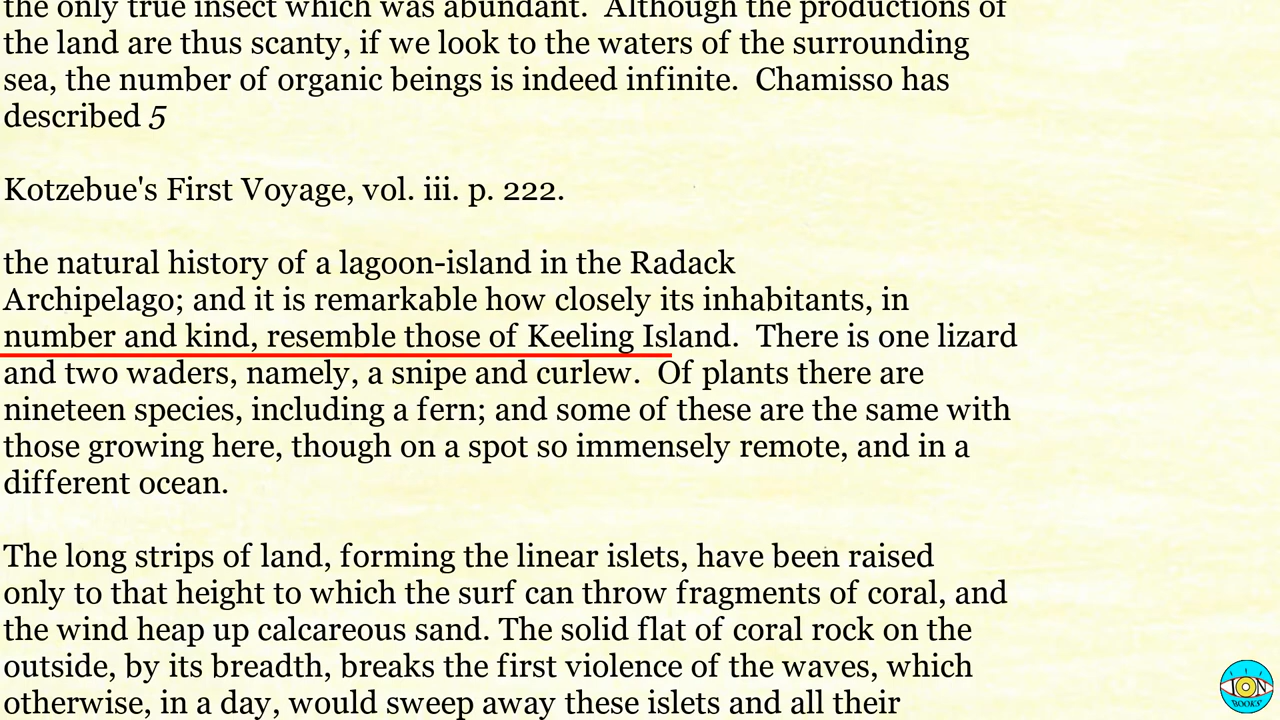 the only true insect which was abundant.  Although the productions of
the land are thus scanty, if we look to the waters of the surrounding
sea, the number of organic beings is indeed infinite.  Chamisso has
described 5
Kotzebue's First Voyage, vol. iii. p. 222.
the natural history of a lagoon-island in the Radack
Archipelago; and it is remarkable how closely its inhabitants, in
number and kind, resemble those of Keeling Island.  There is one lizard
and two waders, namely, a snipe and curlew.  Of plants there are
nineteen species, including a fern; and some of these are the same with
those growing here, though on a spot so immensely remote, and in a
different ocean.
The long strips of land, forming the linear islets, have been raised
only to that height to which the surf can throw fragments of coral, and
the wind heap up calcareous sand. The solid flat of coral rock on the
outside, by its breadth, breaks the first violence of the waves, which
otherwise, in a day, would sweep away these islets and all their
ION
BOOKS